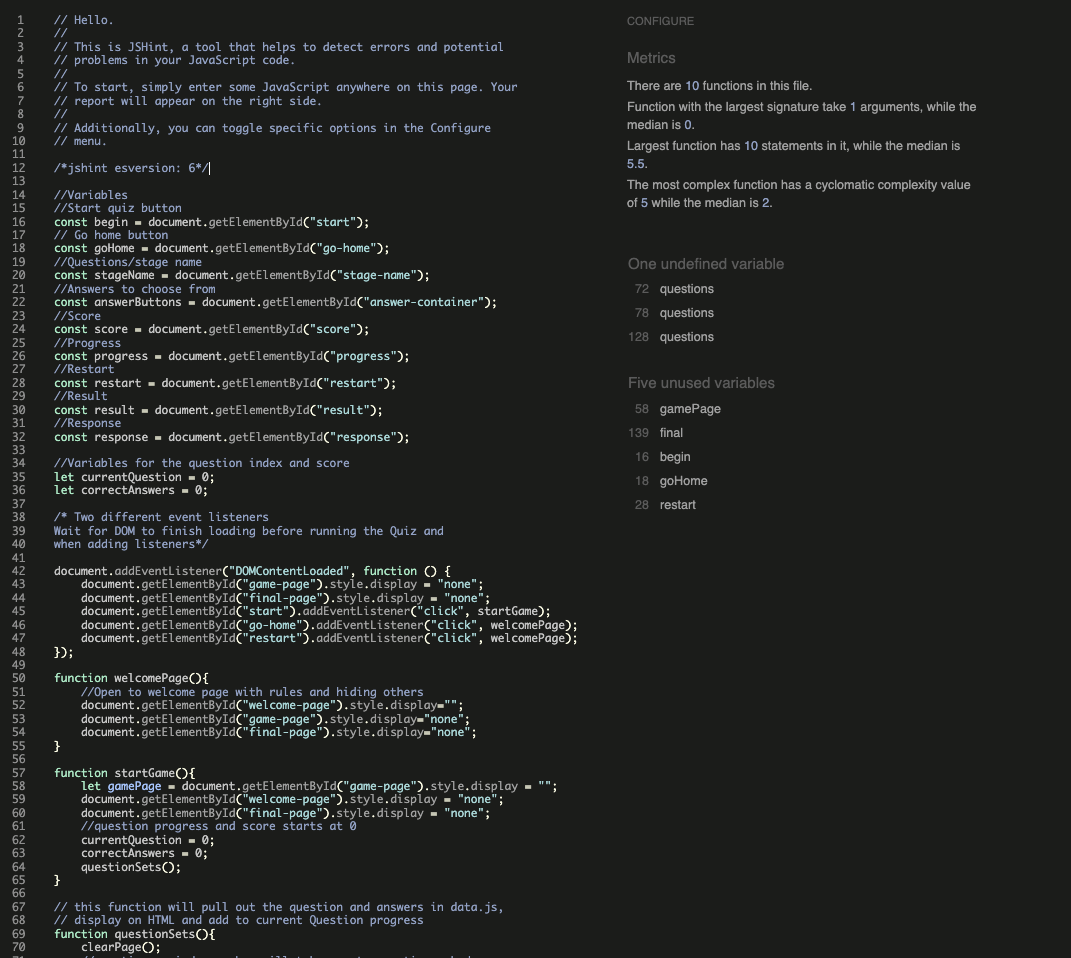 1 // Hello.
2 //
3 // This is JSHint, a tool that helps to detect errors and potential
4 // problems in your JavaScript code.
5 //
6 // To start, simply enter some JavaScript anywhere on this page. Your
7 // report will appear on the right side.
8 //
9 // Additionally, you can toggle specific options in the Configure
10 // menu.
11
12 /*jshint esversion: 6*/
13
14 //Variables
15 //Start quiz button
16 const begin = document.getElementById("start");
17 // Go home button
18 const goHome = document.getElementById("go-home");
19 //Questions/stage name
20 const stageName = document.getElementById("stage-name");
21 //Answers to choose from
22 const answerButtons = document.getElementById("answer-container");
23 //Score
24 const score = document.getElementById("score");
25 //Progress
26 const progress = document.getElementById("progress");
27 //Restart
28 const restart = document.getElementById("restart");
29 //Result
30 const result = document.getElementById("result");
31 //Response
32 const response = document.getElementById("response");
33
34 //Variables for the question index and score
35 let currentQuestion = 0;
36 let correctAnswers = 0;
37
38 /* Two different event listeners
39 Wait for DOM to finish loading before running the Quiz and
40 when adding listeners*/
41
42 document.addEventListener("DOMContentLoaded", function () {
43     document.getElementById("game-page").style.display = "none";
44     document.getElementById("final-page").style.display = "none";
45     document.getElementById("start").addEventListener("click", startGame);
46     document.getElementById("go-home").addEventListener("click", welcomePage);
47     document.getElementById("restart").addEventListener("click", welcomePage);
48 });
49
50 function welcomePage(){
51     //Open to welcome page with rules and hiding others
52     document.getElementById("welcome-page").style.display="";
53     document.getElementById("game-page").style.display="none";
54     document.getElementById("final-page").style.display="none";
55 }
56
57 function startGame(){
58     let gamePage = document.getElementById("game-page").style.display = "";
59     document.getElementById("welcome-page").style.display = "none";
60     document.getElementById("final-page").style.display = "none";
61     //question progress and score starts at 0
62     currentQuestion = 0;
63     correctAnswers = 0;
64     questionSets();
65 }
66
67 // this function will pull out the question and answers in data.js,
68 // display on HTML and add to current Question progress
69 function questionSets(){
70     clearPage();
CONFIGURE
Metrics
There are 10 functions in this file.
Function with the largest signature take 1 arguments, while the
median is 0.
Largest function has 10 statements in it, while the median is
5.5.
The most complex function has a cyclomatic complexity value
of 5 while the median is 2.
One undefined variable
72 questions
78 questions
128 questions
Five unused variables
58 gamePage
139 final
16 begin
18 goHome
28 restart